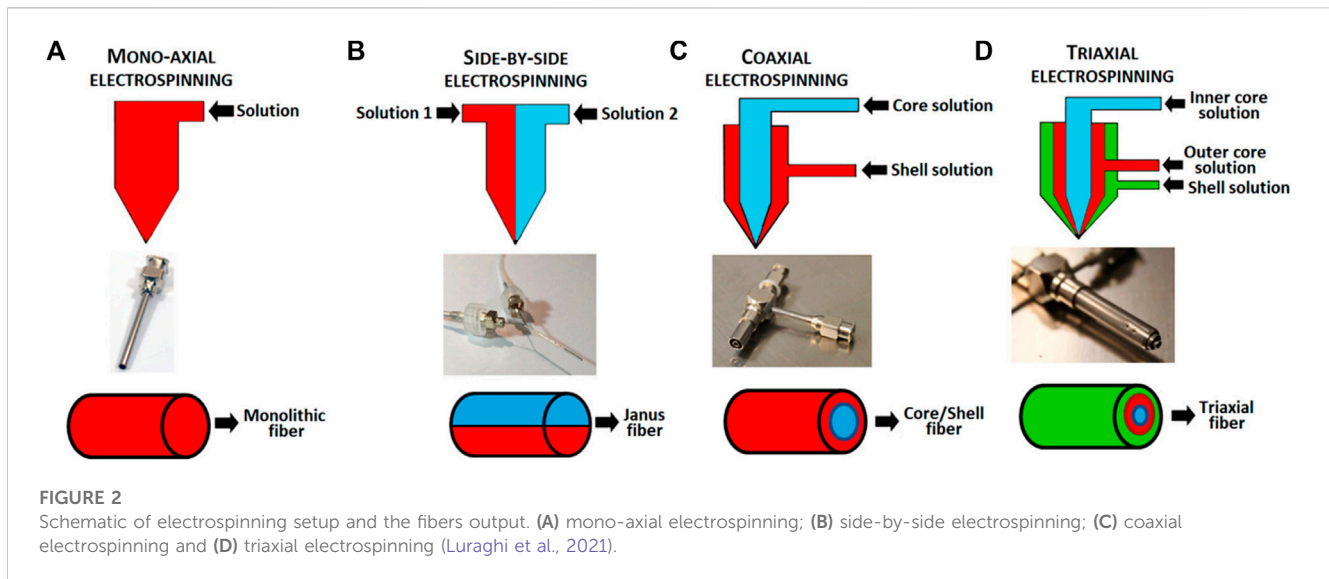 A
MONO-AXIAL
ELECTROSPINNING
Solution
Monolithic
fiber
B
SIDE-BY-SIDE
ELECTROSPINNING
Solution 1
Solution 2
Janus
fiber
C
COAXIAL
ELECTROSPINNING
Core solution
Shell solution
Core/Shell
fiber
D
TRIAXIAL
ELECTROSPINNING
Inner core
solution
Outer core
solution
Shell solution
Triaxial
fiber
FIGURE 2
Schematic of electrospinning setup and the fibers output. (A) mono-axial electrospinning; (B) side-by-side electrospinning; (C) coaxial
electrospinning and (D) triaxial electrospinning (Luraghi et al., 2021).